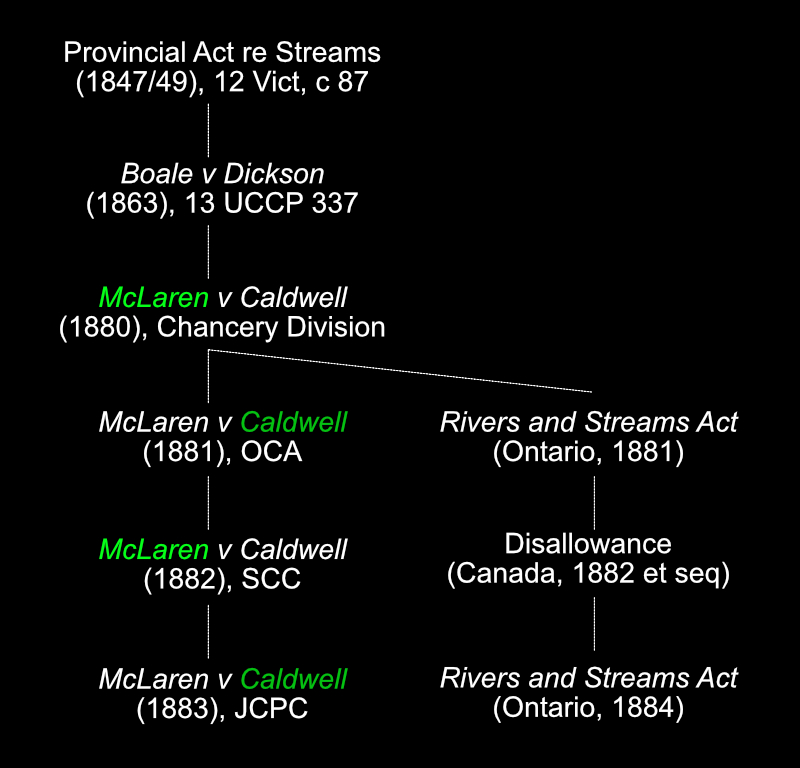 Provincial Act re Streams
(1847/49), 12 Vict, c 87
Boale v Dickson
(1863), 13 UCCP 337
McLaren v Caldwell
(1880), Chancery Division
McLaren v Caldwell
(1881), OCA
McLaren v Caldwell
(1882), SCC
McLaren v Caldwell
(1883), JCPC
Rivers and Streams Act
(Ontario, 1881)
Disallowance
(Canada, 1882 et seq)
Rivers and Streams Act
(Ontario, 1884)